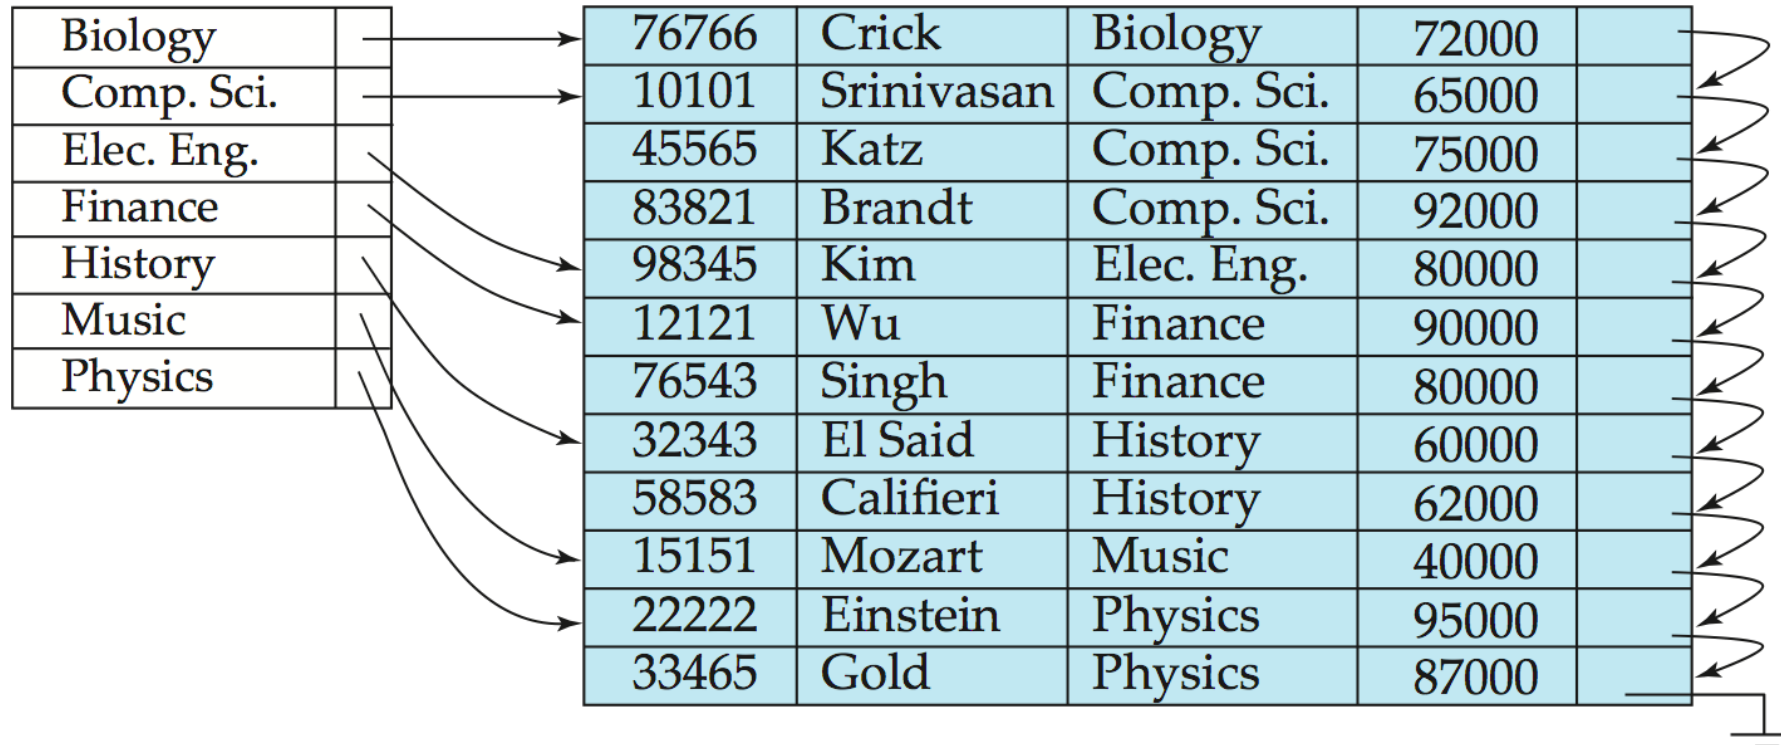 Biology
Comp. Sci.
Elec. Eng.
Finance
History
Music
Physics
76766 Crick Biology 72000
10101 Srinivasan Comp. Sci. 65000
45565 Katz Comp. Sci. 75000
83821 Brandt Comp. Sci. 92000
98345 Kim Elec. Eng. 80000
12121 Wu Finance 90000
76543 Singh Finance 80000
32343 El Said History 60000
58583 Califieri History 62000
15151 Mozart Music 40000
22222 Einstein Physics 95000
33465 Gold Physics 87000